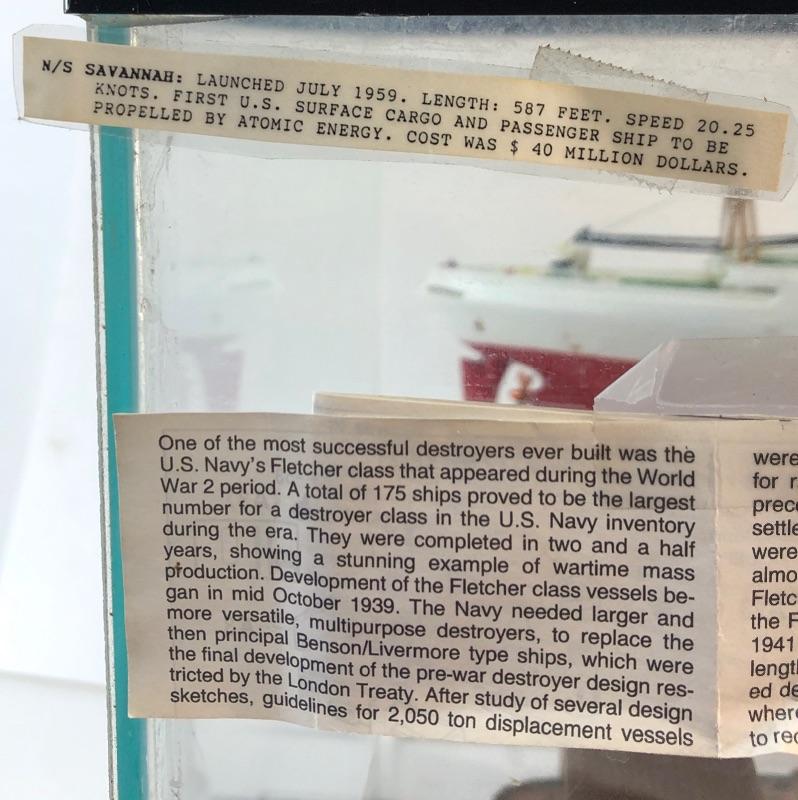 N/S SAVANNAH: LAUNCHED JULY 1959. LENGTH: 587 FEET. SPEED 20.25
KNOTS. FIRST U.S. SURFACE CARGO AND PASSENGER SHIP TO BE
PROPELLED BY ATOMIC ENERGY. COST WAS $ 40 MILLION DOLLARS.
One of the most successful destroyers ever built was the
U.S. Navy's Fletcher class that appeared during the World
War 2 period. A total of 175 ships proved to be the largest
number for a destroyer class in the U.S. Navy inventory
during the era. They were completed in two and a half
years, showing a stunning example of wartime mass
production. Development of the Fletcher class vessels be-
gan in mid October 1939. The Navy needed larger and
more versatile, multipurpose destroyers, to replace the
then principal Benson/Livermore type ships, which were
the final development of the pre-war destroyer design res-
tricted by the London Treaty. After study of several design
sketches, guidelines for 2,050 ton displacement vessels
were
for r
prec
settle
were
almo
Fletc
the F
1941
length
ed de
where
to rec